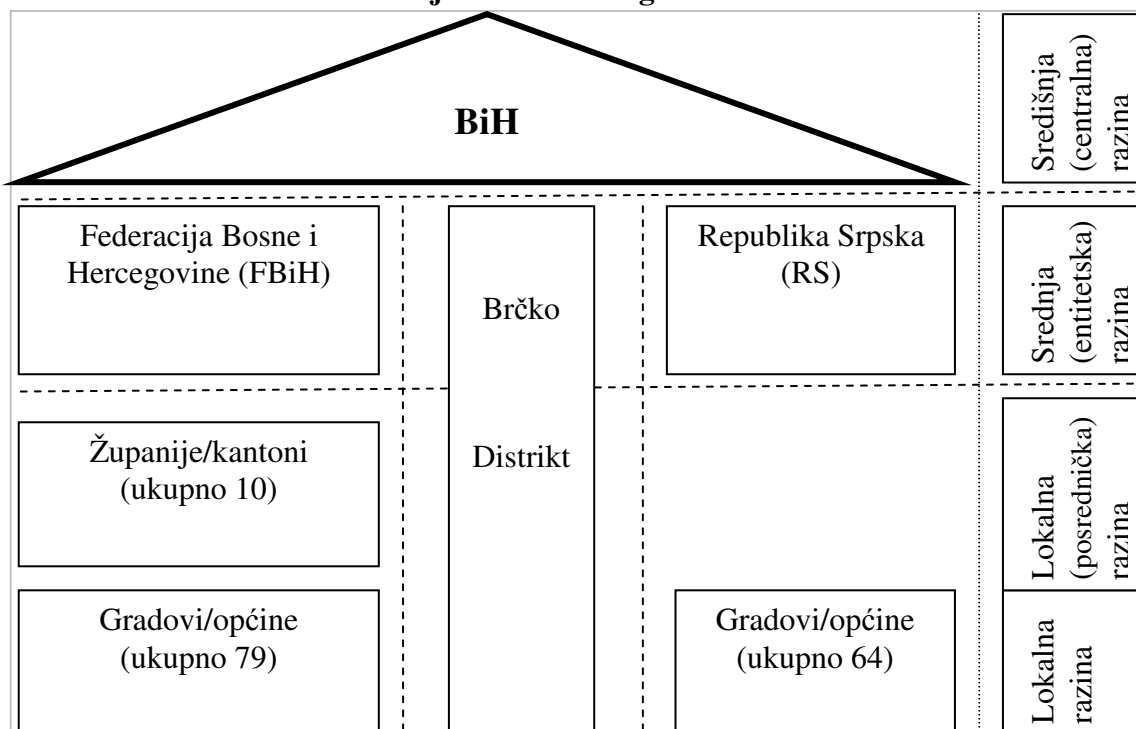 BiH
Središnja
(centralna)
razina
Federacija Bosne i
Hercegovine (FBiH)
Brčko
Republika Srpska
(RS)
Srednja
(entitetska)
razina
Županije/kantoni
(ukupno 10)
Distrikt
Lokalna
(posrednička)
razina
Gradovi/općine
(ukupno 79)
Gradovi/općine
(ukupno 64)
Lokalna
razina